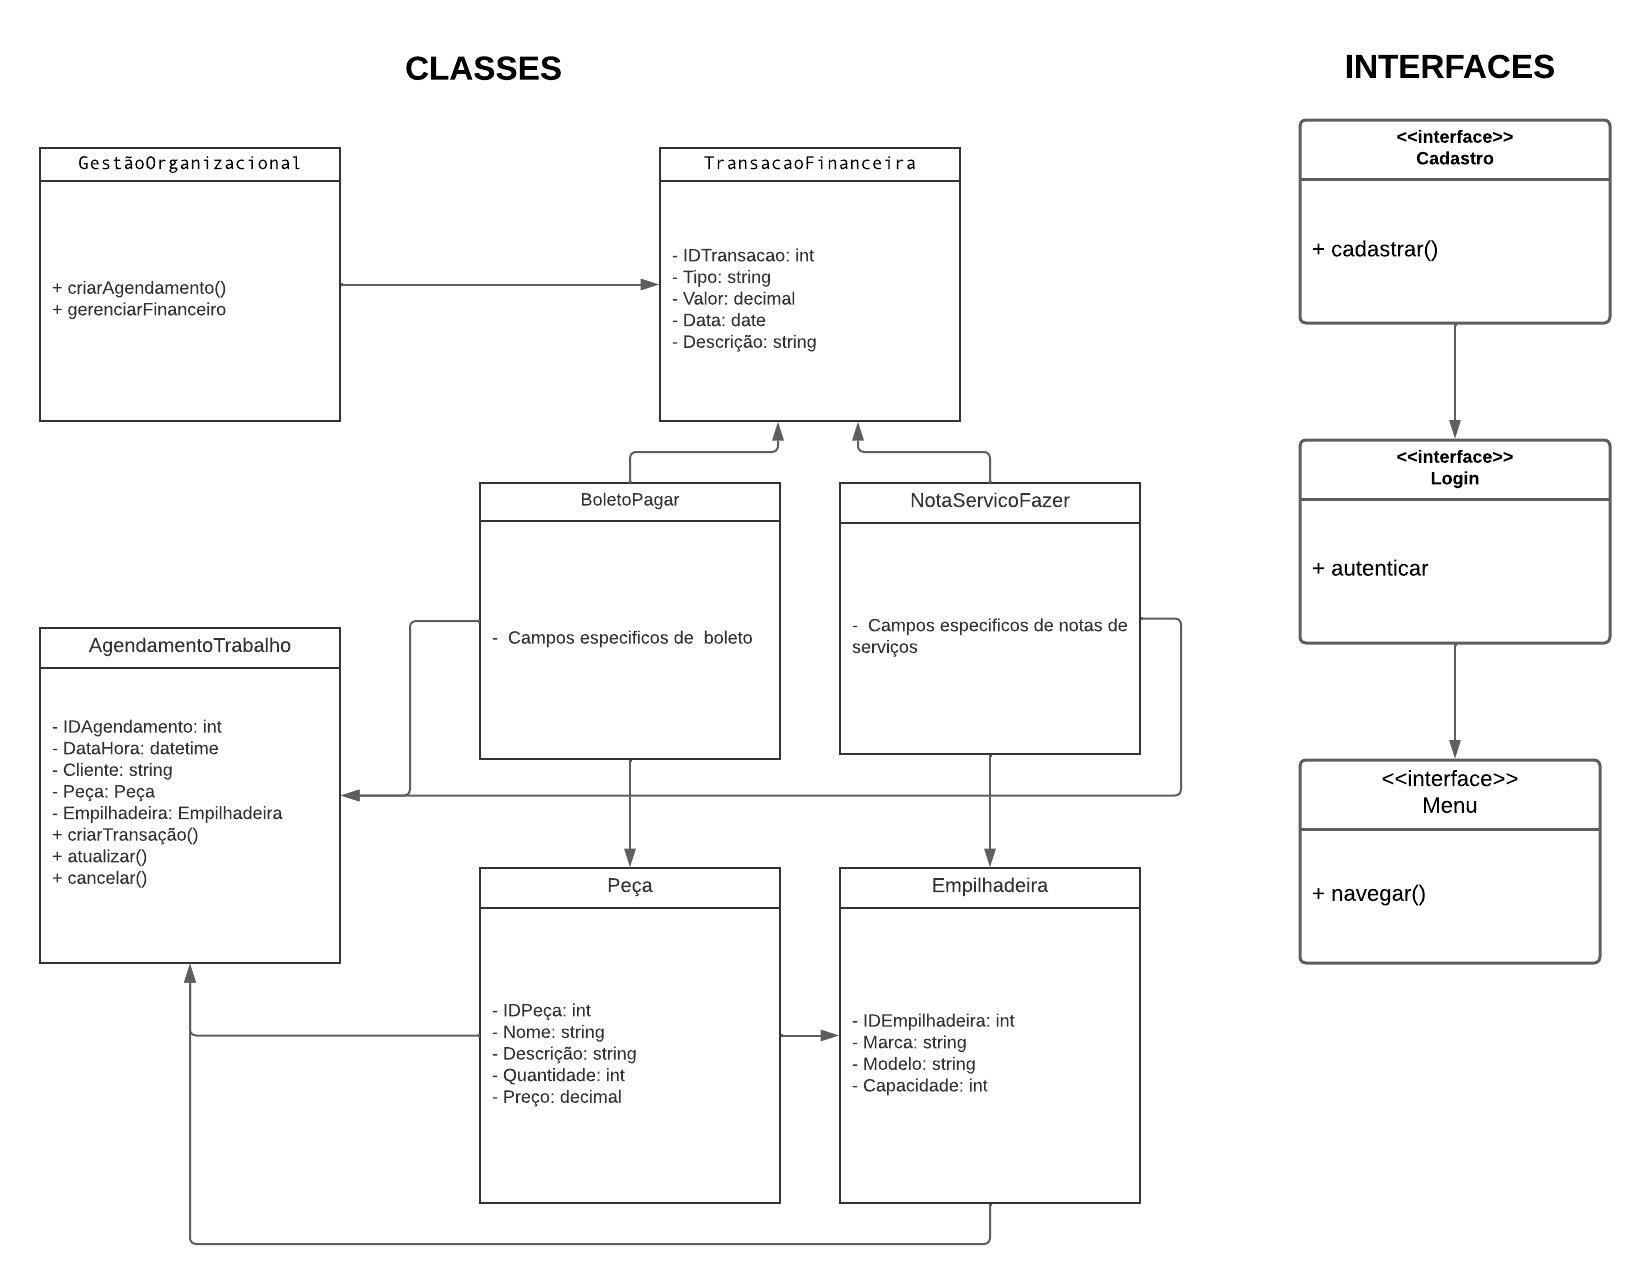 CLASSES
INTERFACES
GestãoOrganizacional
+ criarAgendamento()
+ gerenciarFinanceiro
TransacaoFinanceira
- IDTransacao: int
- Tipo: string
- Valor: decimal
- Data: date
- Descrição: string
BoletoPagar
- Campos especificos de boleto
NotaServicoFazer
- Campos especificos de notas de
serviços
AgendamentoTrabalho
- IDAgendamento: int
- DataHora: datetime
- Cliente: string
- Peça: Peça
- Empilhadeira: Empilhadeira
+ criarTransação()
+ atualizar()
+ cancelar()
Peça
- IDPeça: int
- Nome: string
- Descrição: string
- Quantidade: int
- Preço: decimal
Empilhadeira
- IDEmpilhadeira: int
- Marca: string
- Modelo: string
- Capacidade: int
<<interface>>
Cadastro
+ cadastrar()
<<interface>>
Login
+ autenticar
<<interface>>
Menu
+ navegar()